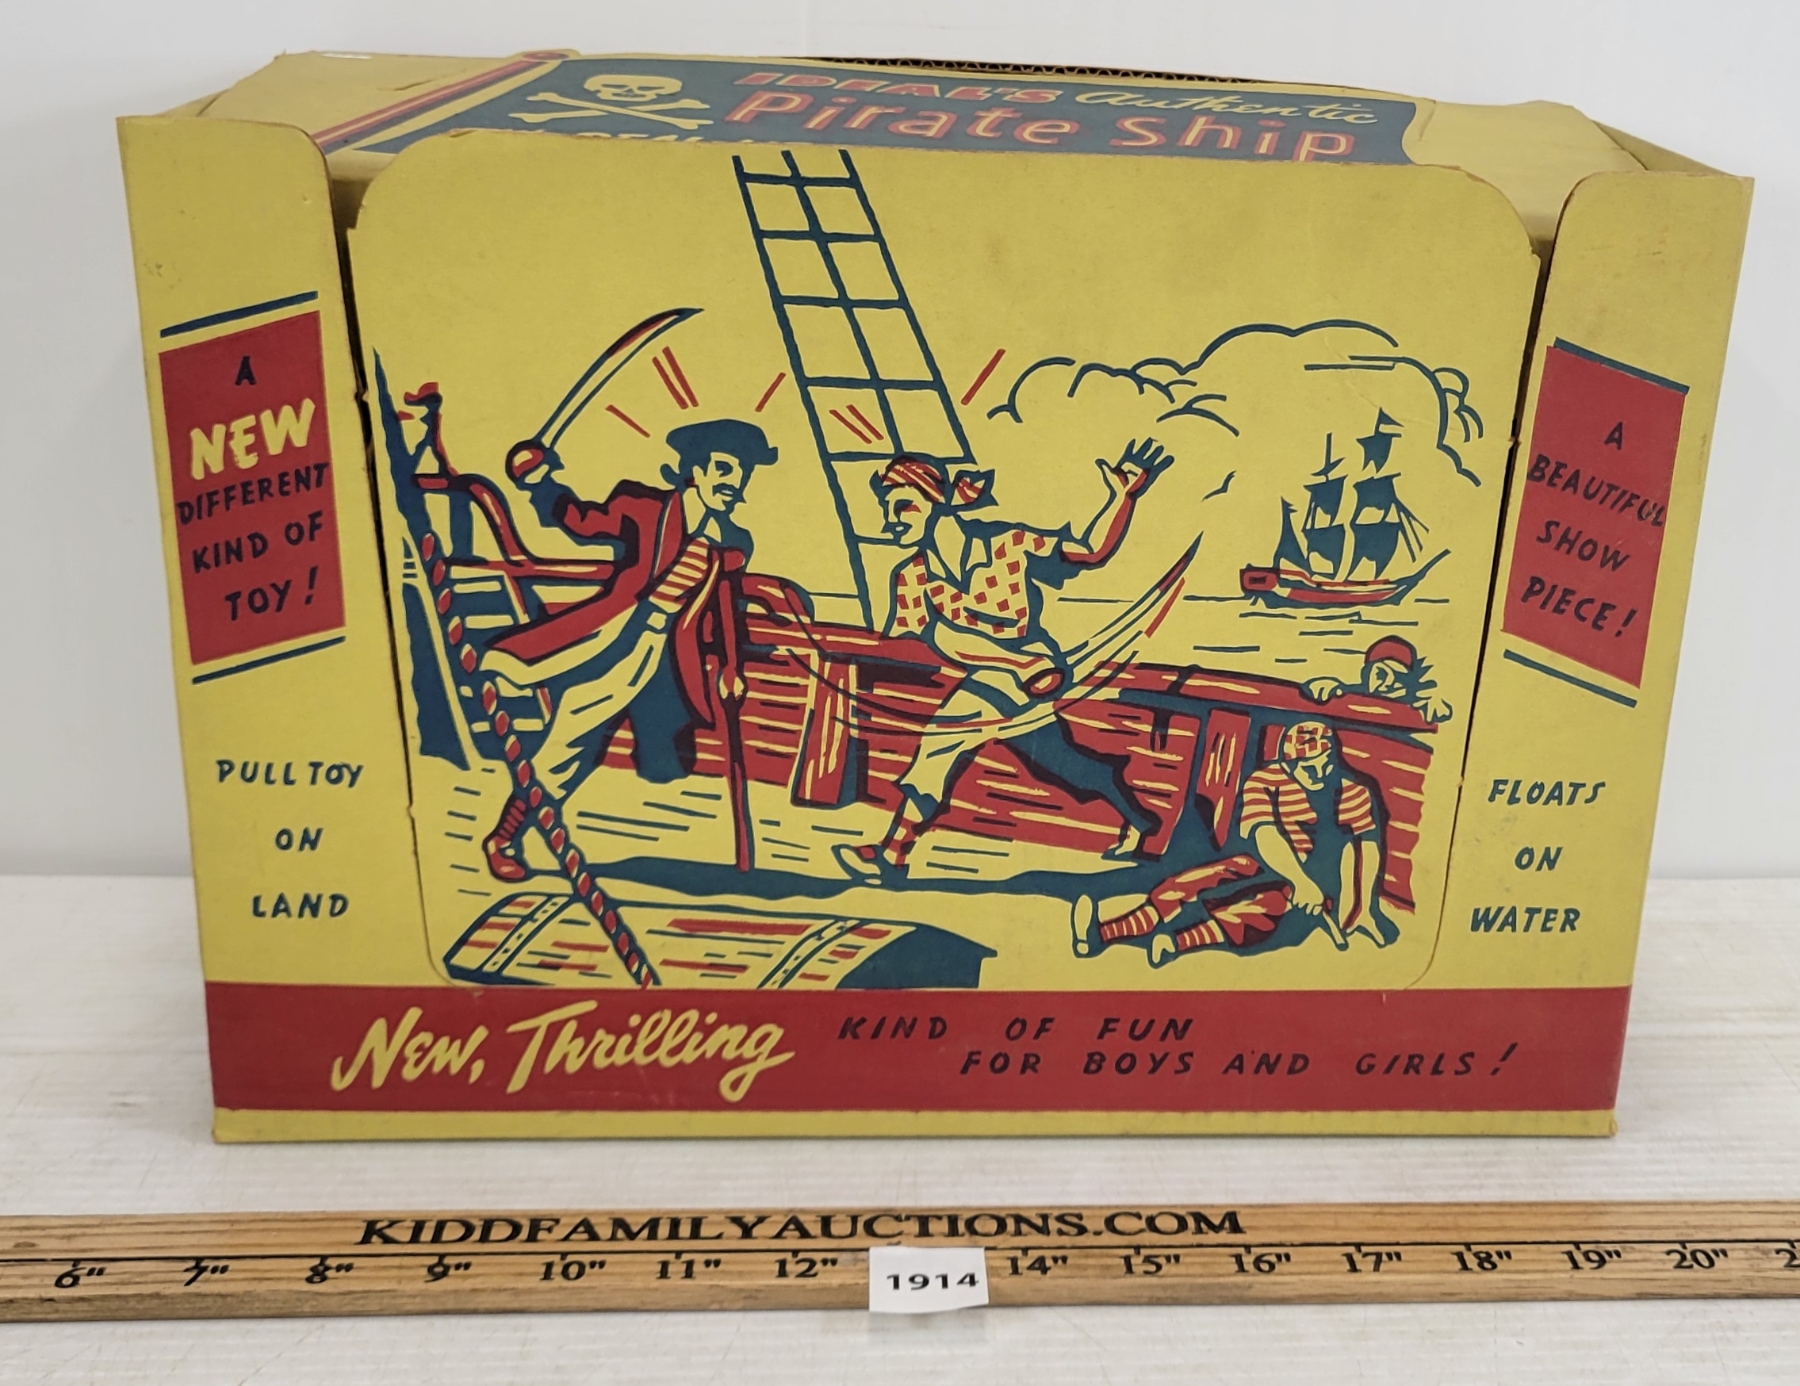 IDEAL'S authentic
Pirate Ship
A
NEW
DIFFERENT
KIND OF
TOY!
PULL TOY
ON
LAND
A
BEAUTIFUL
SHOW
PIECE!
FLOATS
ON
WATER
New, Thrilling KIND OF FUN
FOR BOYS AND GIRLS!
KIDDFAMILYAUCTIONS.COM
6" 7" 8" 9" 10" 11" 12" 14" 15" 16" 17" 18" 19" 20"
1914